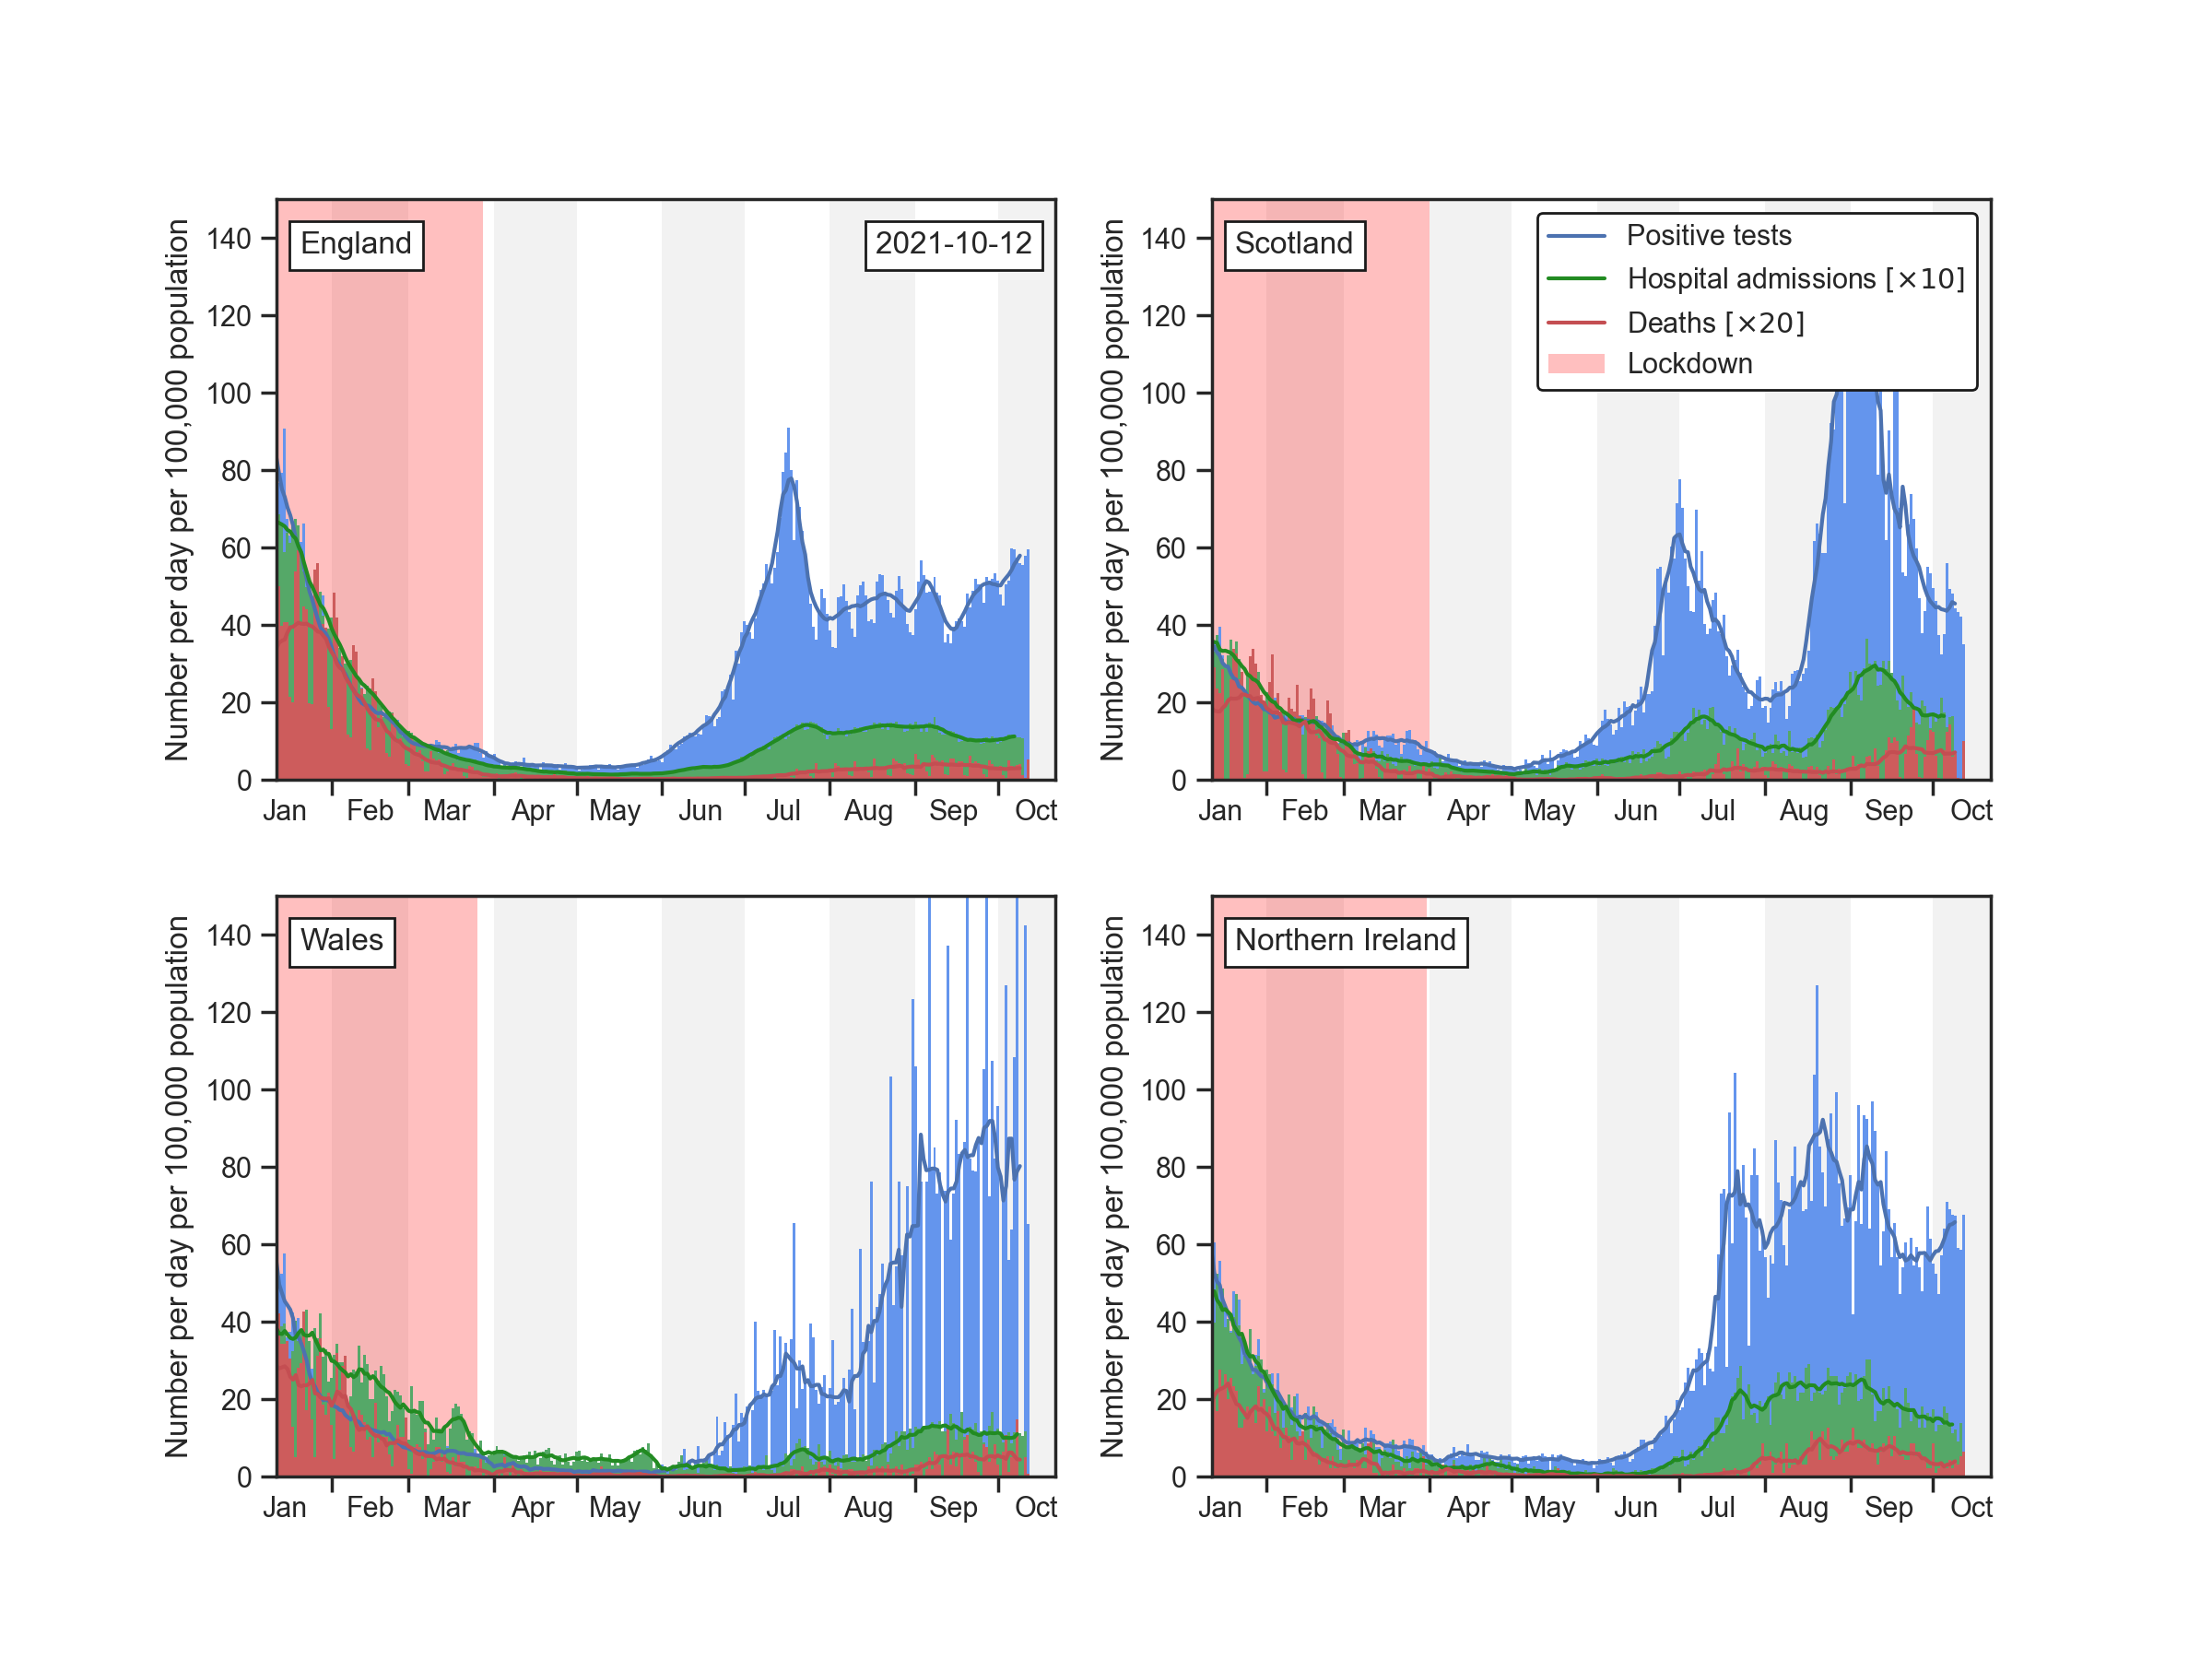 Number per day per 100,000 population
140
120
100
80
60
40
20
0
England
2021-10-12
Jan Feb Mar Apr May Jun Jul Aug Sep Oct
Number per day per 100,000 population
140
120
100
80
60
40
20
0
Scotland
Positive tests
Hospital admissions [×10]
Deaths [×20]
Lockdown
Jan Feb Mar Apr May Jun Jul Aug Sep Oct
Number per day per 100,000 population
140
120
100
80
60
40
20
0
Wales
Jan Feb Mar Apr May Jun Jul Aug Sep Oct
Number per day per 100,000 population
140
120
100
80
60
40
20
0
Northern Ireland
Jan Feb Mar Apr May Jun Jul Aug Sep Oct